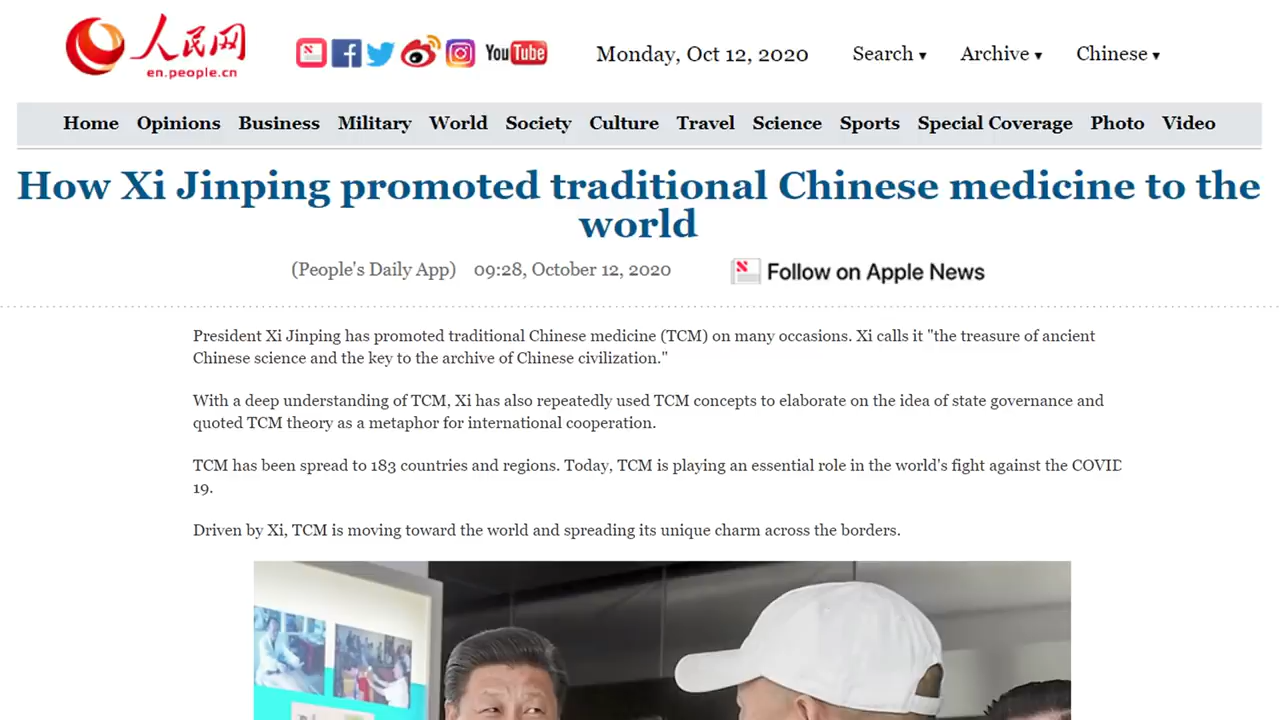 人民网
en.people.cn
You Tube
Monday, Oct 12, 2020
Search ▾
Archive ▾
Chinese ▾
Home Opinions Business Military World Society Culture Travel Science Sports Special Coverage Photo Video
How Xi Jinping promoted traditional Chinese medicine to the
world
(People's Daily App) 09:28, October 12, 2020
Follow on Apple News
President Xi Jinping has promoted traditional Chinese medicine (TCM) on many occasions. Xi calls it "the treasure of ancient
Chinese science and the key to the archive of Chinese civilization."
With a deep understanding of TCM, Xi has also repeatedly used TCM concepts to elaborate on the idea of state governance and
quoted TCM theory as a metaphor for international cooperation.
TCM has been spread to 183 countries and regions. Today, TCM is playing an essential role in the world's fight against the COVID
19.
Driven by Xi, TCM is moving toward the world and spreading its unique charm across the borders.